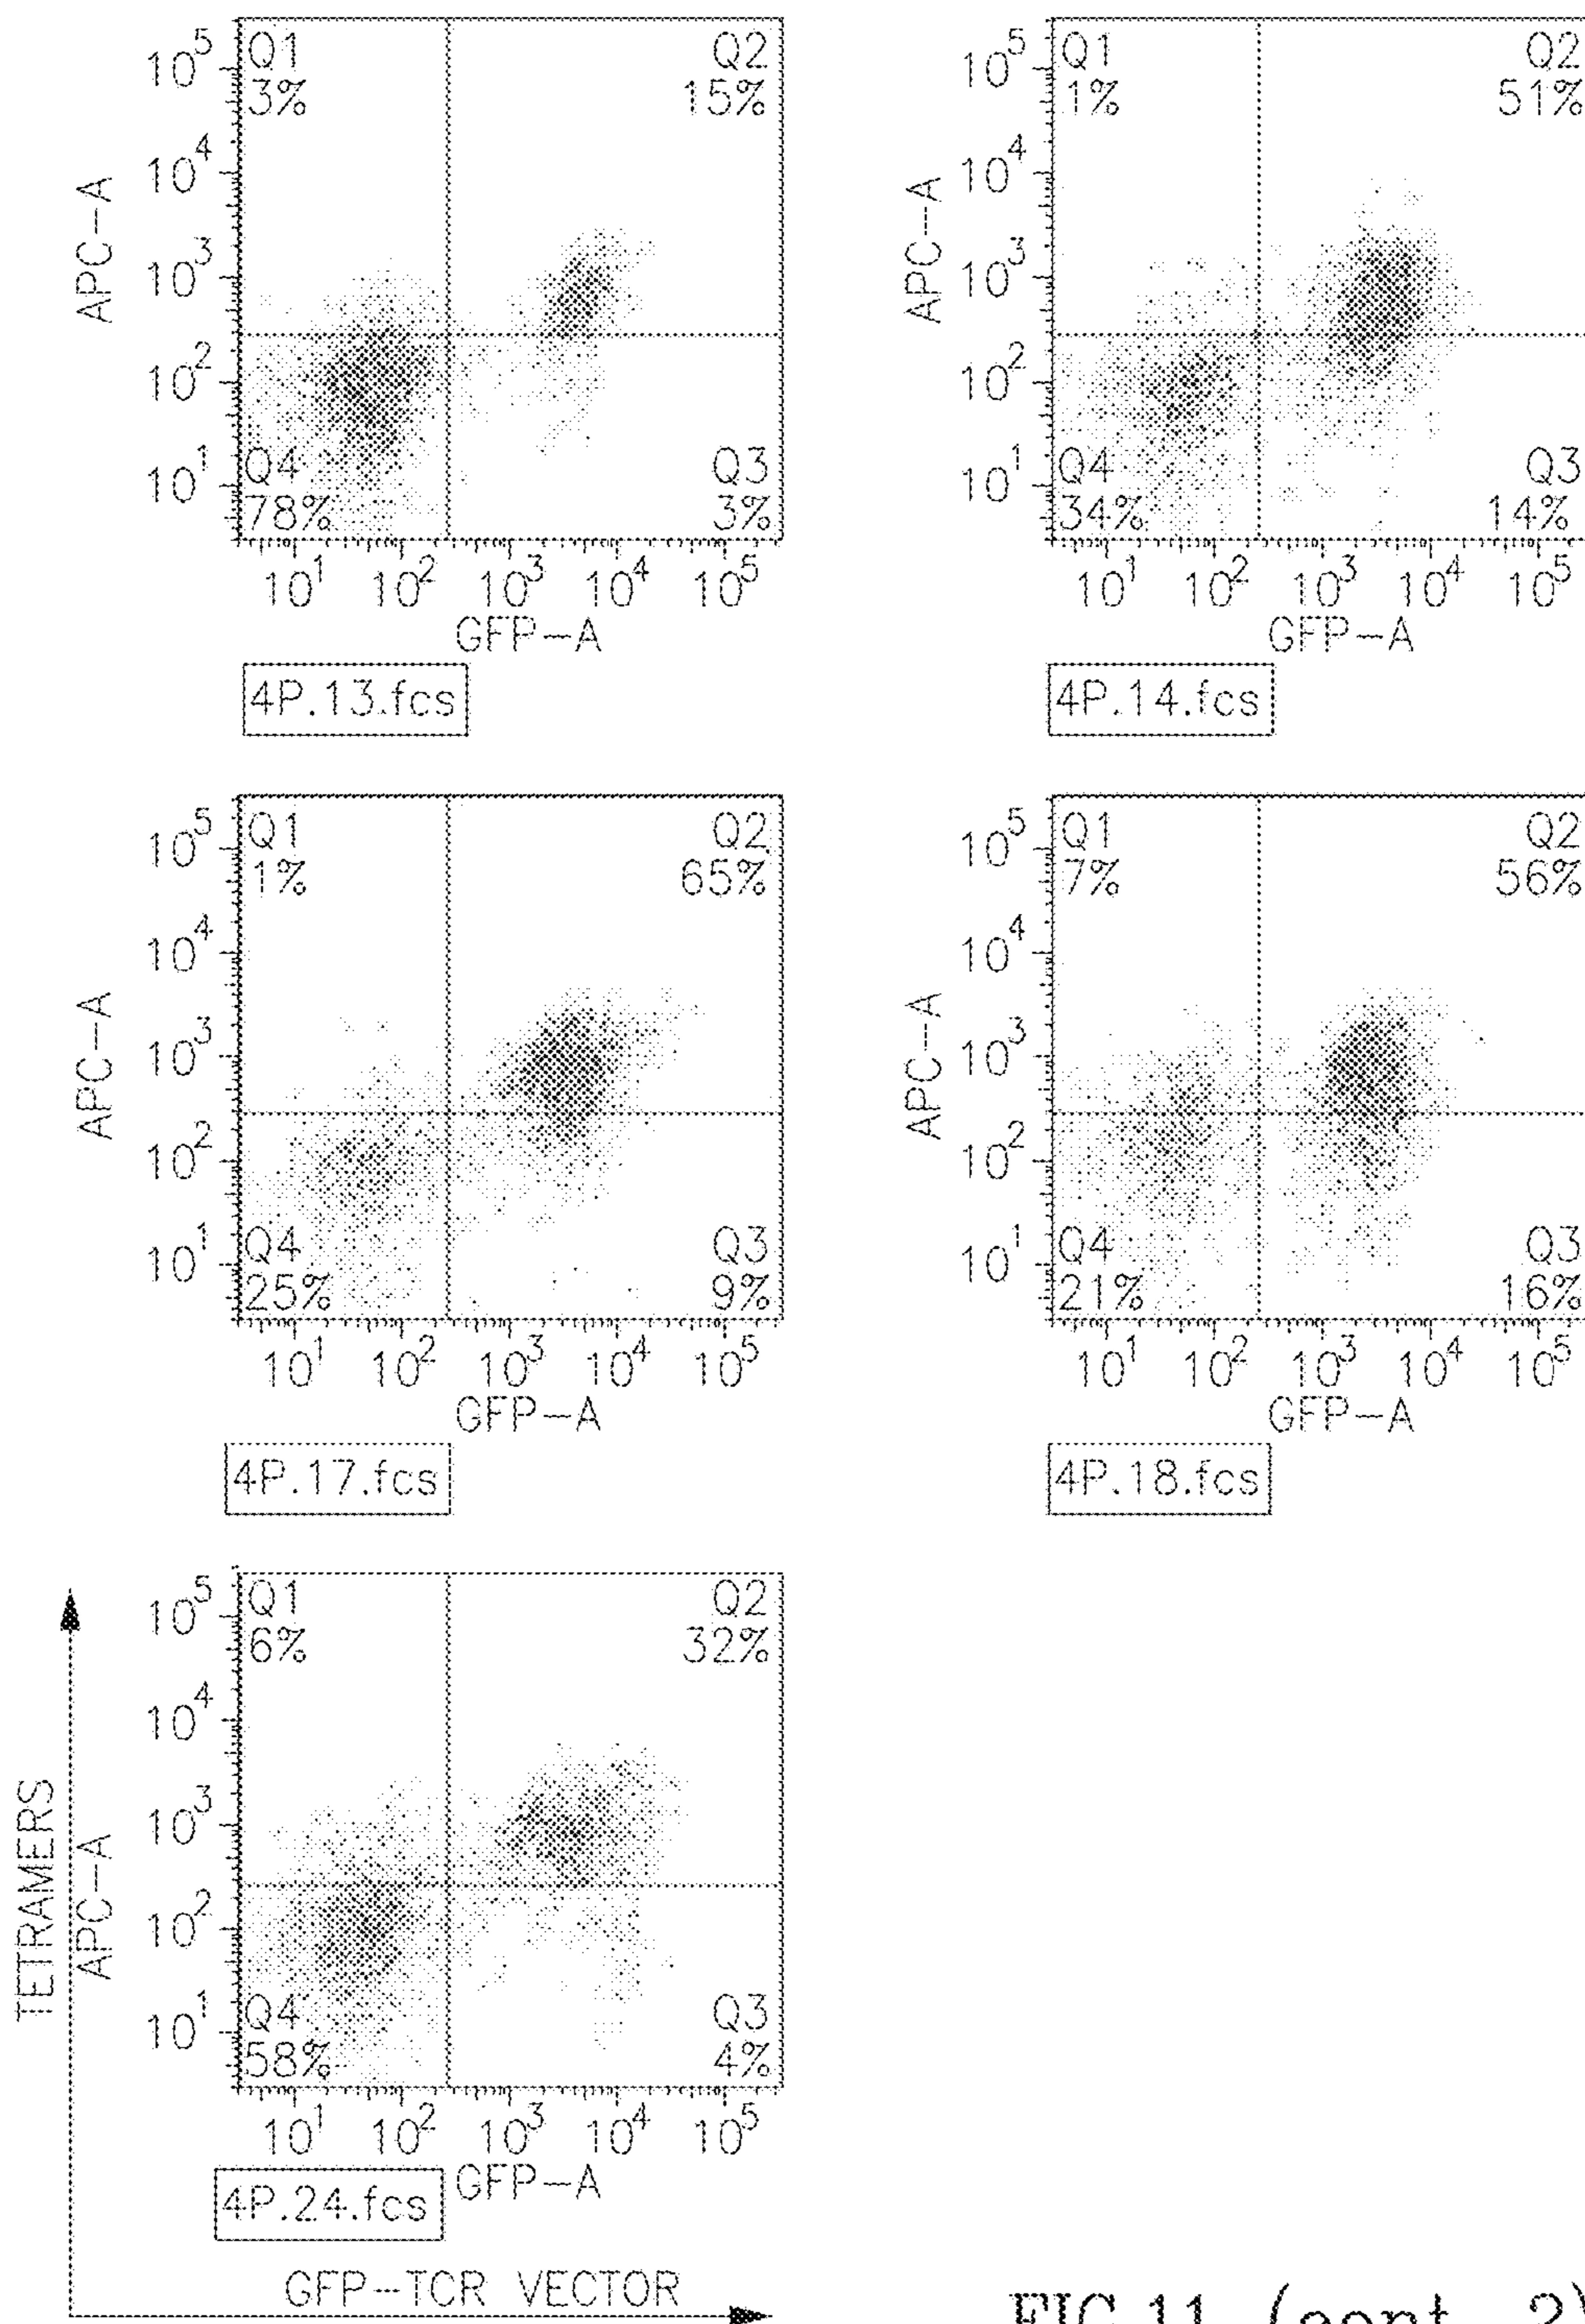 Q1 Q2
3% 15%
10^5
10^4
10^3
10^2
10^1
APC-A
Q4 Q3
78% 3%
10^1 10^2 10^3 10^4 10^5
GFP-A
4P.13.fcs
Q1 Q2
1% 51%
10^5
10^4
10^3
10^2
10^1
APC-A
Q4 Q3
34% 14%
10^1 10^2 10^3 10^4 10^5
GFP-A
4P.14.fcs
Q1 Q2
1% 65%
10^5
10^4
10^3
10^2
10^1
APC-A
Q4 Q3
25% 9%
10^1 10^2 10^3 10^4 10^5
GFP-A
4P.17.fcs
Q1 Q2
7% 56%
10^5
10^4
10^3
10^2
10^1
APC-A
Q4 Q3
21% 16%
10^1 10^2 10^3 10^4 10^5
GFP-A
4P.18.fcs
Q1 Q2
6% 32%
10^5
10^4
10^3
10^2
10^1
TETRAMERS
APC-A
Q4 Q3
58% 4%
10^1 10^2 10^3 10^4 10^5
GFP-A
4P.24.fcs
GFP-TCR VECTOR
FIG.11 (cont. 2)